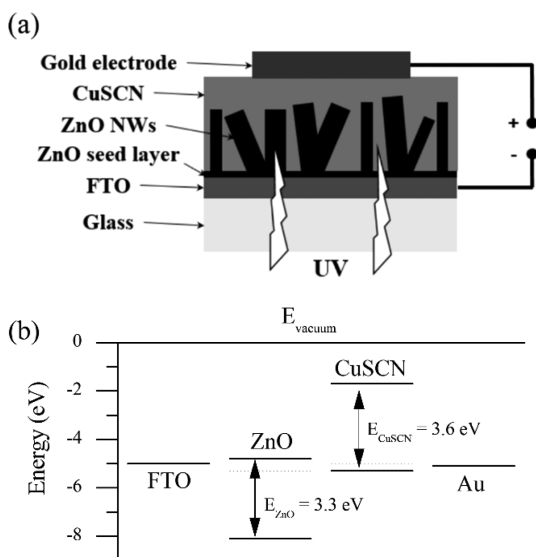 (a)
Gold electrode
CuSCN
ZnO NWs
ZnO seed layer
FTO
Glass
UV
+
-
(b)
E_vacuum
0
-2
-4
-6
-8
Energy (eV)
FTO
ZnO
E_ZnO = 3.3 eV
CuSCN
E_CuSCN = 3.6 eV
Au